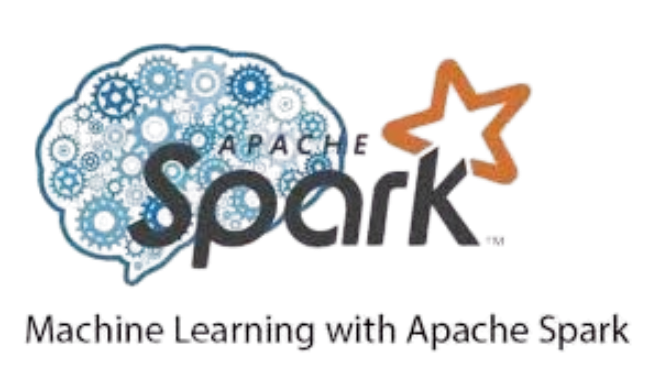 APACHE
Spark
TM
Machine Learning with Apache Spark